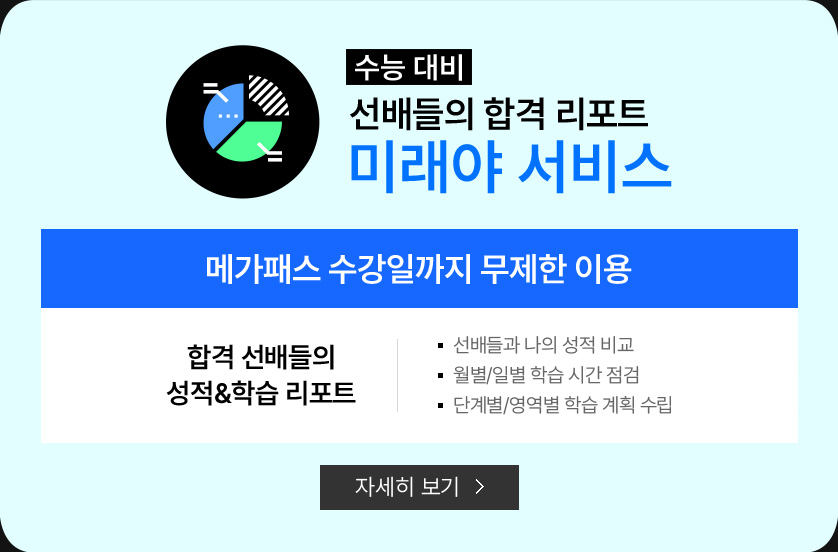 수능 대비
선배들의 합격 리포트
미래야 서비스
메가패스 수강일까지 무제한 이용
합격 선배들의
성적&학습 리포트
선배들과 나의 성적 비교
월별/일별 학습 시간 점검
단계별/영역별 학습 계획 수립
자세히 보기